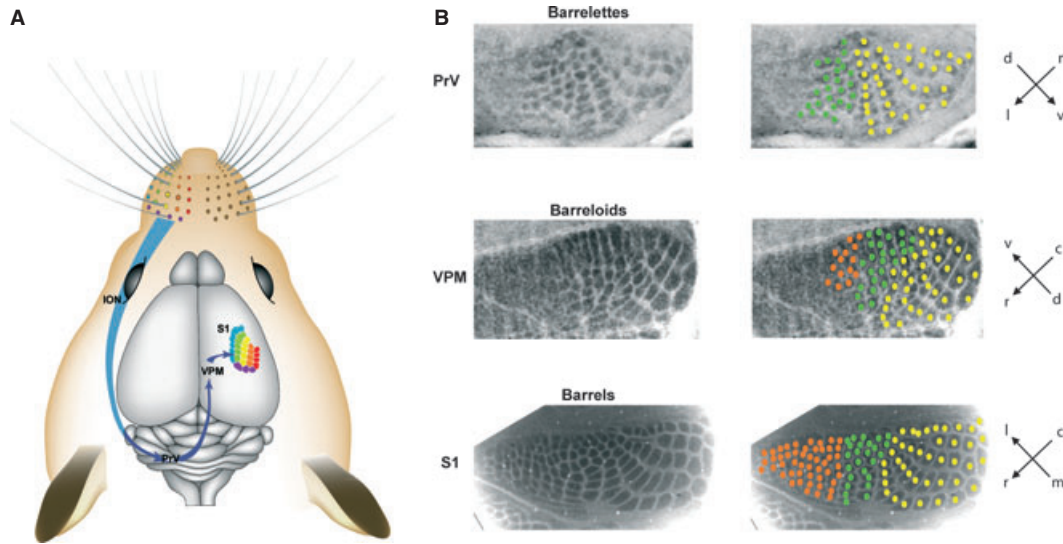 A
ION
S1
VPM
PrV
B
Barrelettes
PrV
d
r
l
v
Barreloids
VPM
v
c
r
d
Barrels
S1
l
c
r
m